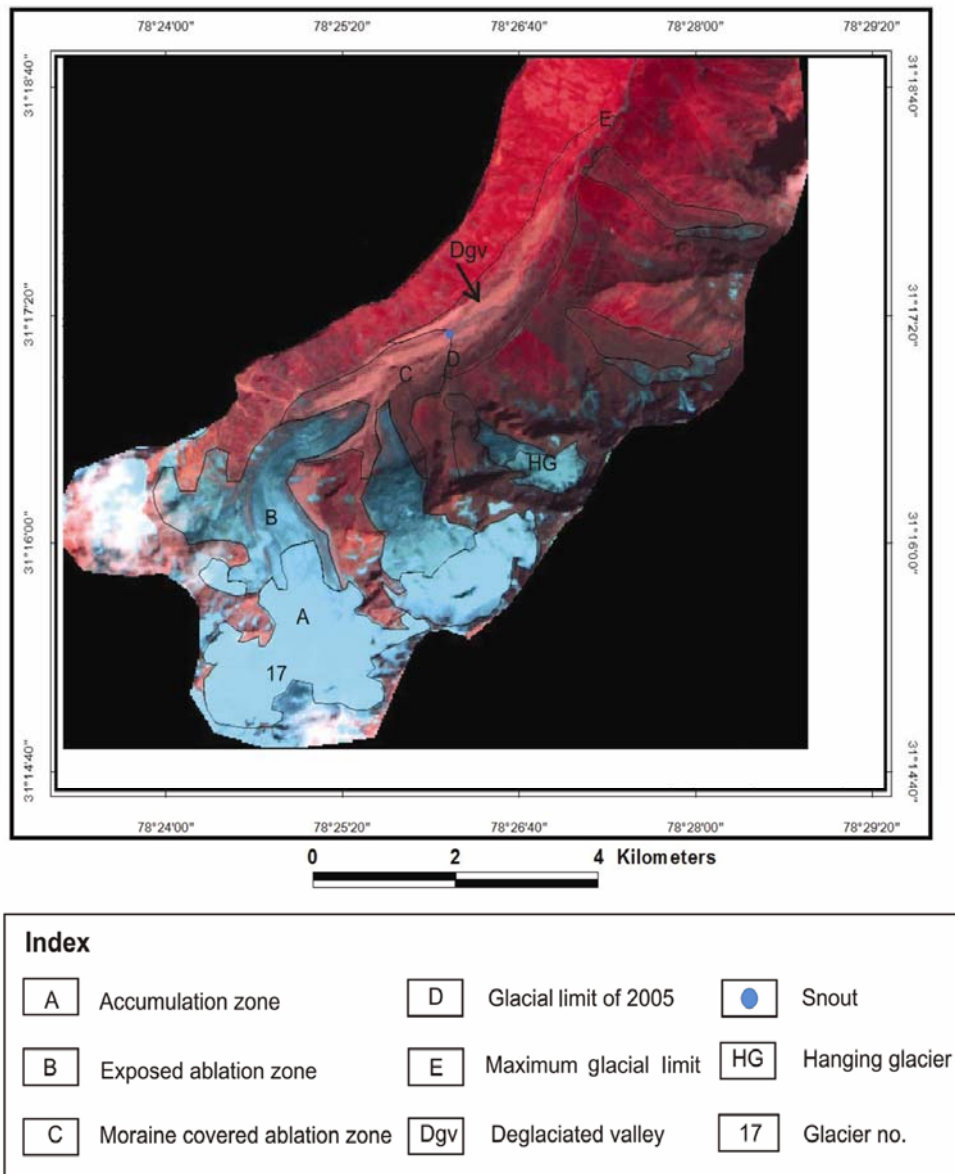 78°24'00" 78°25'20" 78°26'40" 78°28'00" 78°29'20"
31°18'40" 31°18'40"
E
Dgv
31°17'20" 31°17'20"
D
C
HG
B
31°16'00" 31°16'00"
A
17
31°14'40" 31°14'40"
78°24'00" 78°25'20" 78°26'40" 78°28'00" 78°29'20"
0 2 4 Kilometers
Index
A Accumulation zone D Glacial limit of 2005 Snout
B Exposed ablation zone E Maximum glacial limit HG Hanging glacier
C Moraine covered ablation zone Dgv Deglaciated valley 17 Glacier no.